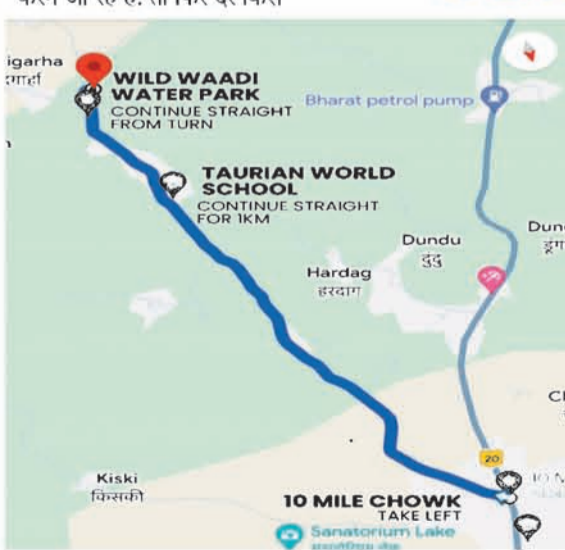 igarha
WILD WAADI
WATER PARK
CONTINUE STRAIGHT
FROM TURN
Bharat petrol pump
TAURIAN WORLD
SCHOOL
CONTINUE STRAIGHT
FOR 1KM
Dundu
डुंडु
Hardag
हरदाग
20
Kiski
किसकी
10 MILE CHOWK
TAKE LEFT
Sanatorium Lake